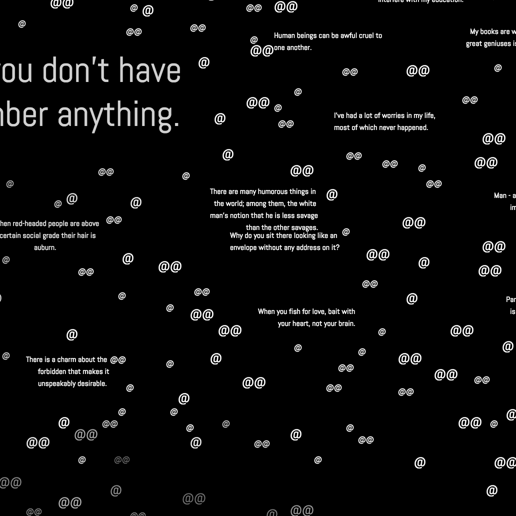 interfere with my education.
Human beings can be awful cruel to
one another.
My books are w
great geniuses i
you don't have
mber anything.
I've had a lot of worries in my life,
most of which never happened.
There are many humorous things in
the world; among them, the white
man's notion that he is less savage
than the other savages.
Man - a
im
When red-headed people are above
certain social grade their hair is
auburn.
Why do you sit there looking like an
envelope without any address on it?
When you fish for love, bait with
your heart, not your brain.
Par
is
There is a charm about the
forbidden that makes it
unspeakably desirable.